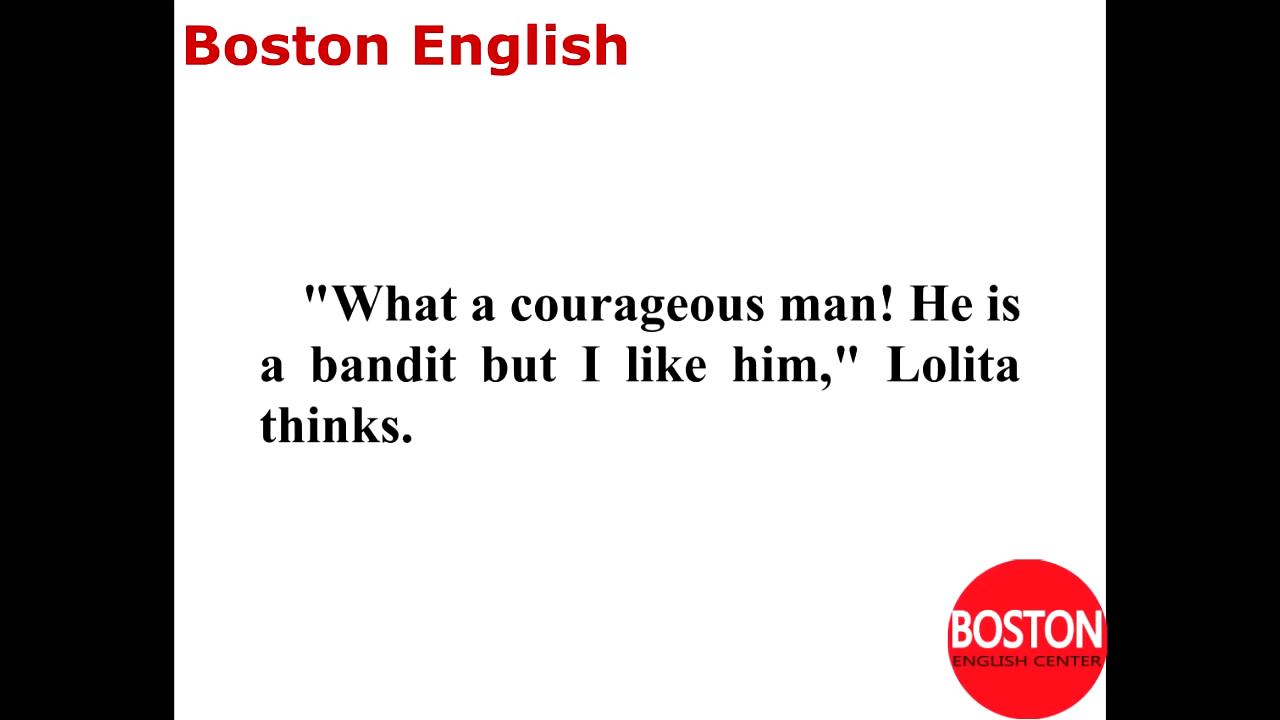 Boston English
"What a courageous man! He is
a bandit but I like him," Lolita
thinks.
BOSTON
ENGLISH CENTER